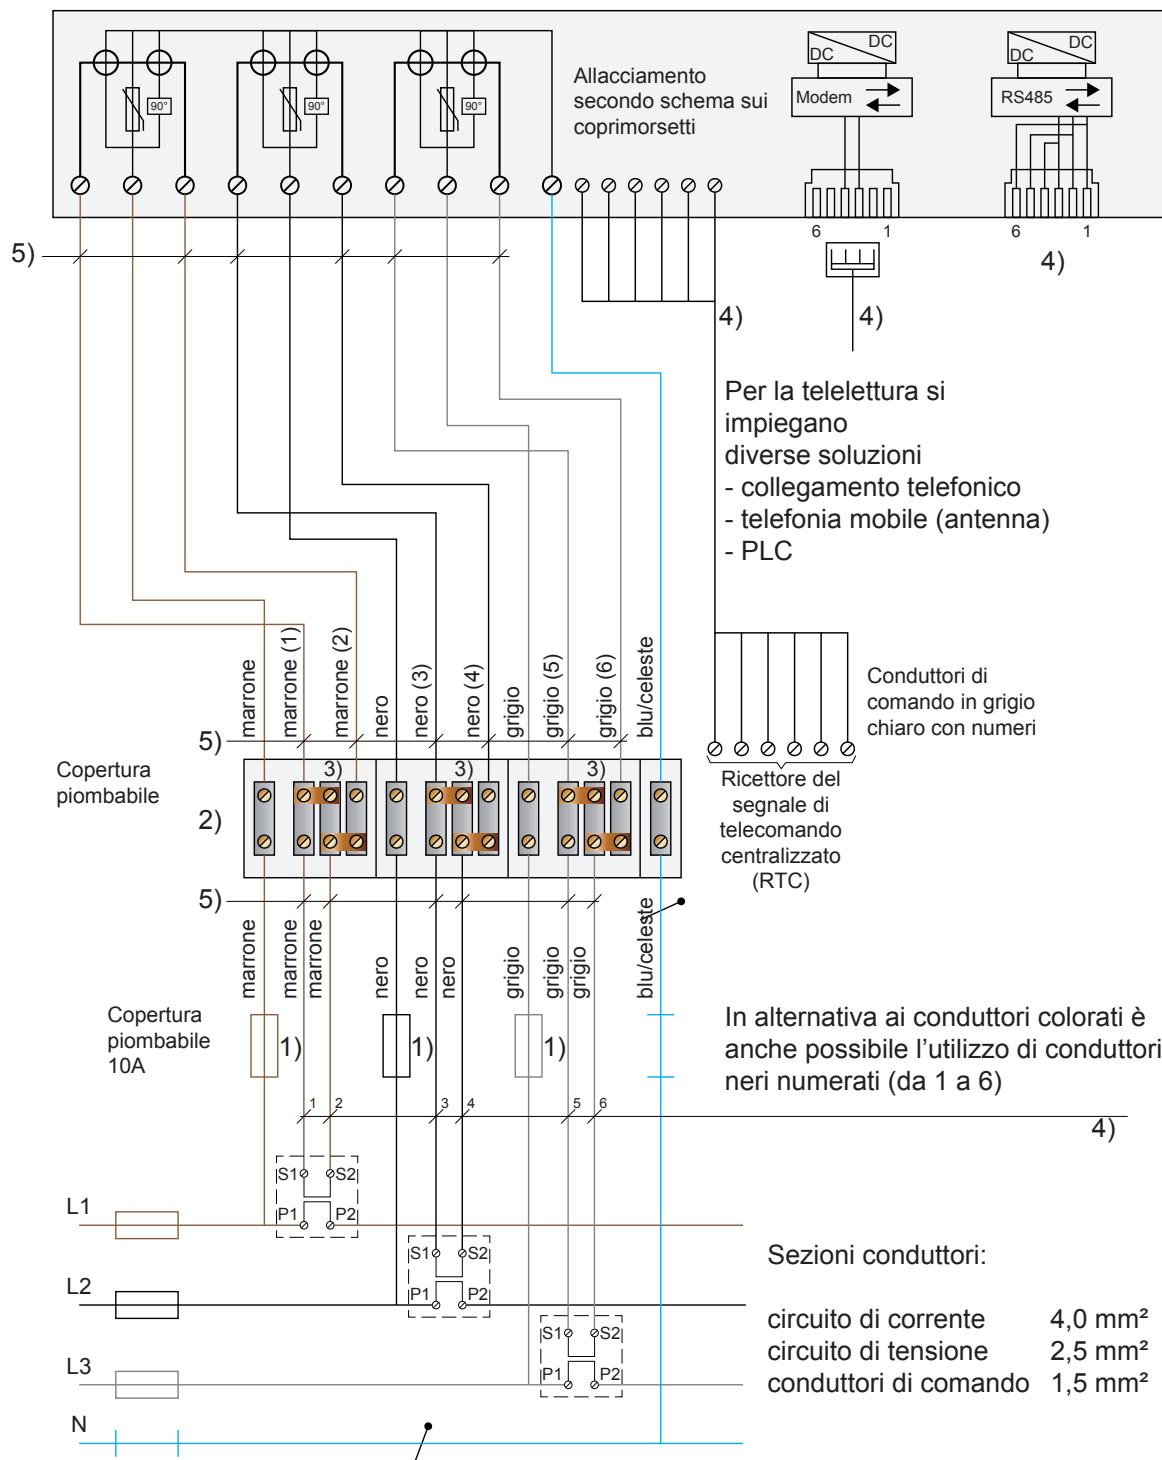 DC
DC
DC
DC
Allacciamento
secondo schema sui
coprimorsetti
Modem
RS485
90°
90°
90°
6
1
6
1
5)
4)
4)
4)
Per la telelettura si
impiegano
diverse soluzioni
- collegamento telefonico
- telefonia mobile (antenna)
- PLC
marrone
marrone (1)
marrone (2)
nero
nero (3)
nero (4)
grigio
grigio (5)
grigio (6)
blu/celeste
Conduttori di
comando in grigio
chiaro con numeri
5)
Copertura
piombabile
3)
3)
3)
2)
Ricettore del
segnale di
telecomando
centralizzato
(RTC)
5)
marrone
marrone
marrone
nero
nero
nero
grigio
grigio
grigio
blu/celeste
Copertura
piombabile
10A
1)
1)
1)
In alternativa ai conduttori colorati è
anche possibile l'utilizzo di conduttori
neri numerati (da 1 a 6)
1
2
3
4
5
6
4)
S1
S2
P1
P2
L1
S1
S2
P1
P2
L2
S1
S2
P1
P2
L3
N
Sezioni conduttori:
circuito di corrente 4,0 mm²
circuito di tensione 2,5 mm²
conduttori di comando 1,5 mm²